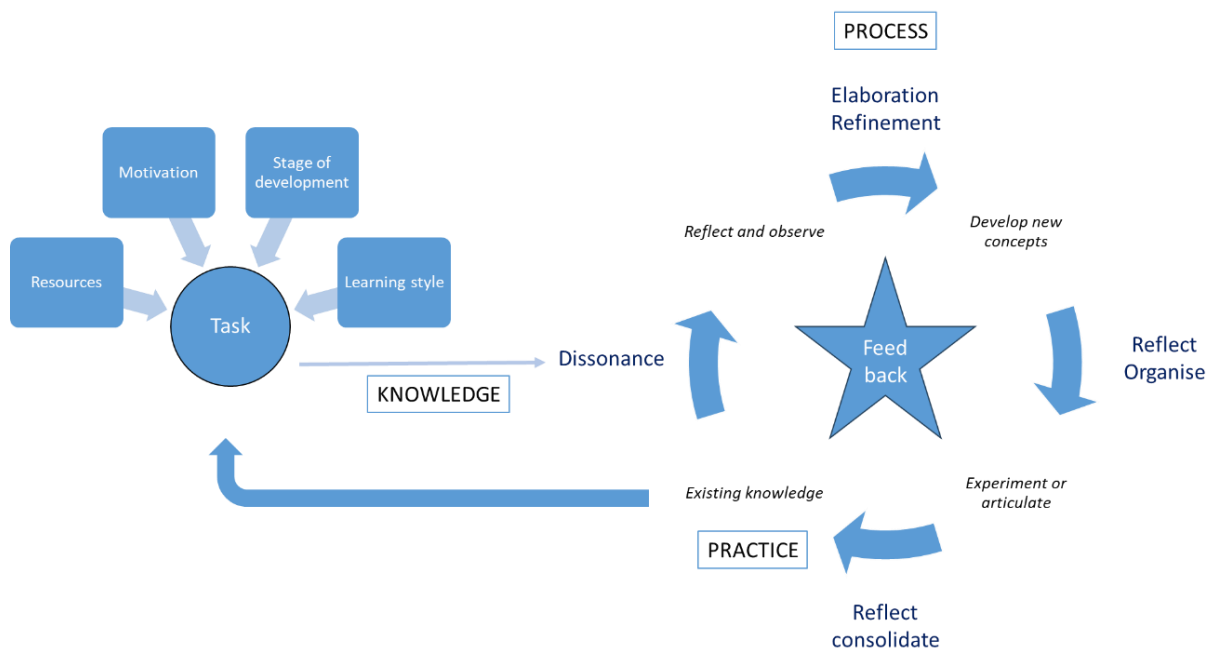 PROCESS
Elaboration
Refinement
Motivation
Stage of
development
Resources
Learning style
Task
Reflect and observe
Develop new
concepts
Dissonance
KNOWLEDGE
Feed
back
Reflect
Organise
Existing knowledge
Experiment or
articulate
PRACTICE
Reflect
consolidate